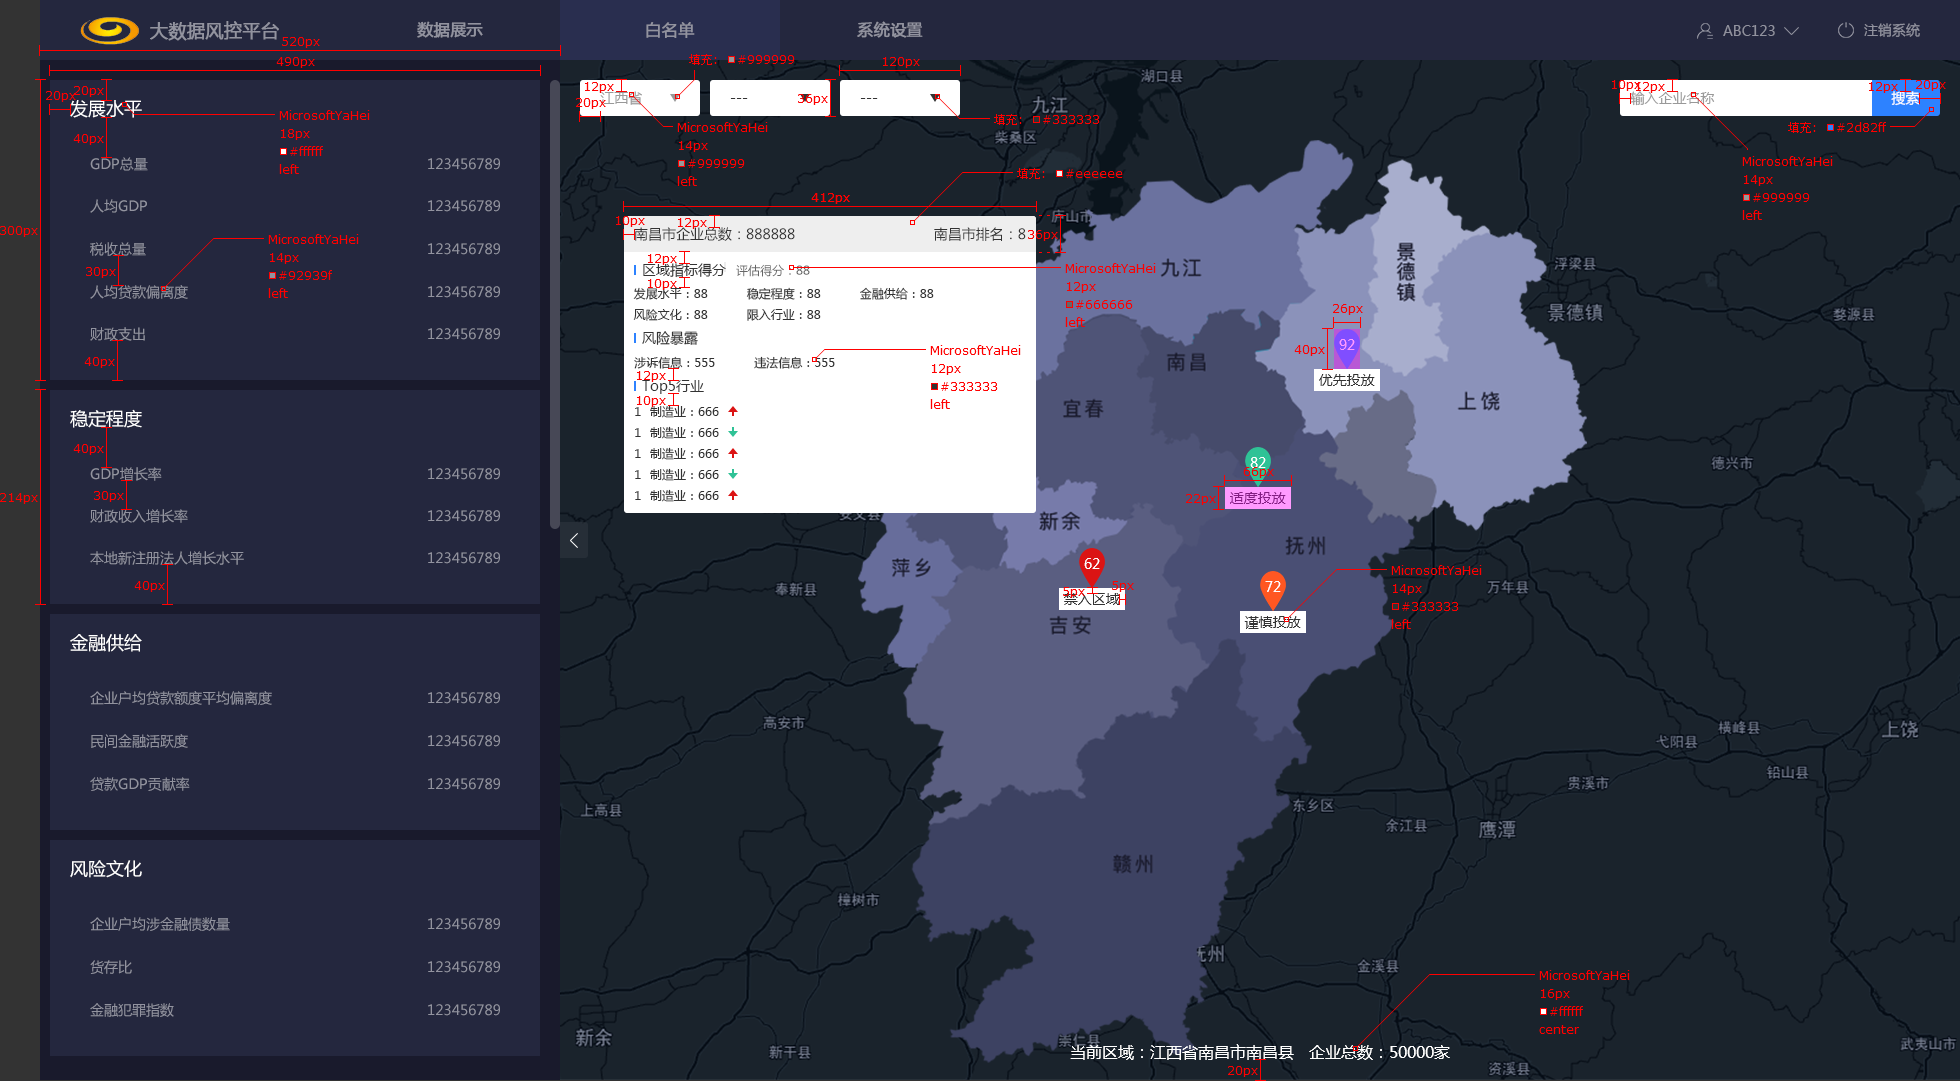 大数据风控平台
数据展示
白名单
系统设置
ABC123
注销系统
520px
490px
20px
20px
发展水平
MicrosoftYaHei
18px
#ffffff
left
40px
GDP总量 123456789
人均GDP 123456789
300px
税收总量 123456789
MicrosoftYaHei
14px
#92939f
left
30px
人均贷款偏离度 123456789
财政支出 123456789
40px
稳定程度
40px
GDP增长率 123456789
30px
214px
财政收入增长率 123456789
本地新注册法人增长水平 123456789
40px
金融供给
企业户均贷款额度平均偏离度 123456789
民间金融活跃度 123456789
贷款GDP贡献率 123456789
风险文化
企业户均涉金融债数量 123456789
货存比 123456789
金融犯罪指数 123456789
填充: #999999
120px
12px
20px
江西省
---
36px
---
填充: #333333
MicrosoftYaHei
14px
#999999
left
10px
12px
输入企业名称
12px
20px
搜索
填充: #2d82ff
MicrosoftYaHei
14px
#999999
left
填充: #eeeeee
412px
10px
12px
南昌市企业总数：888888
南昌市排名：8
36px
12px
区域指标得分
评估得分：88
MicrosoftYaHei
12px
#666666
left
10px
发展水平：88 稳定程度：88 金融供给：88
风险文化：88 限入行业：88
风险暴露
涉诉信息：555 违法信息：555
MicrosoftYaHei
12px
#333333
left
12px
Top5行业
10px
1 制造业：666
1 制造业：666
1 制造业：666
1 制造业：666
1 制造业：666
湖口县
九江
柴桑区
庐山市
九江
景德镇
浮梁县
景德镇
婺源县
26px
40px
92
优先投放
南昌
宜春
上饶
82
66px
22px
适度投放
德兴市
新余
安义县
抚州
萍乡
62
5px
5px
禁入区域
72
谨慎投放
MicrosoftYaHei
14px
#333333
left
奉新县
万年县
吉安
高安市
横峰县
上饶
弋阳县
铅山县
贵溪市
上高县
东乡区
余江县
鹰潭
赣州
樟树市
抚州
金溪县
MicrosoftYaHei
16px
#ffffff
center
新余
新干县
崇仁县
当前区域：江西省南昌市南昌县 企业总数：50000家
20px
资溪县
武夷山市